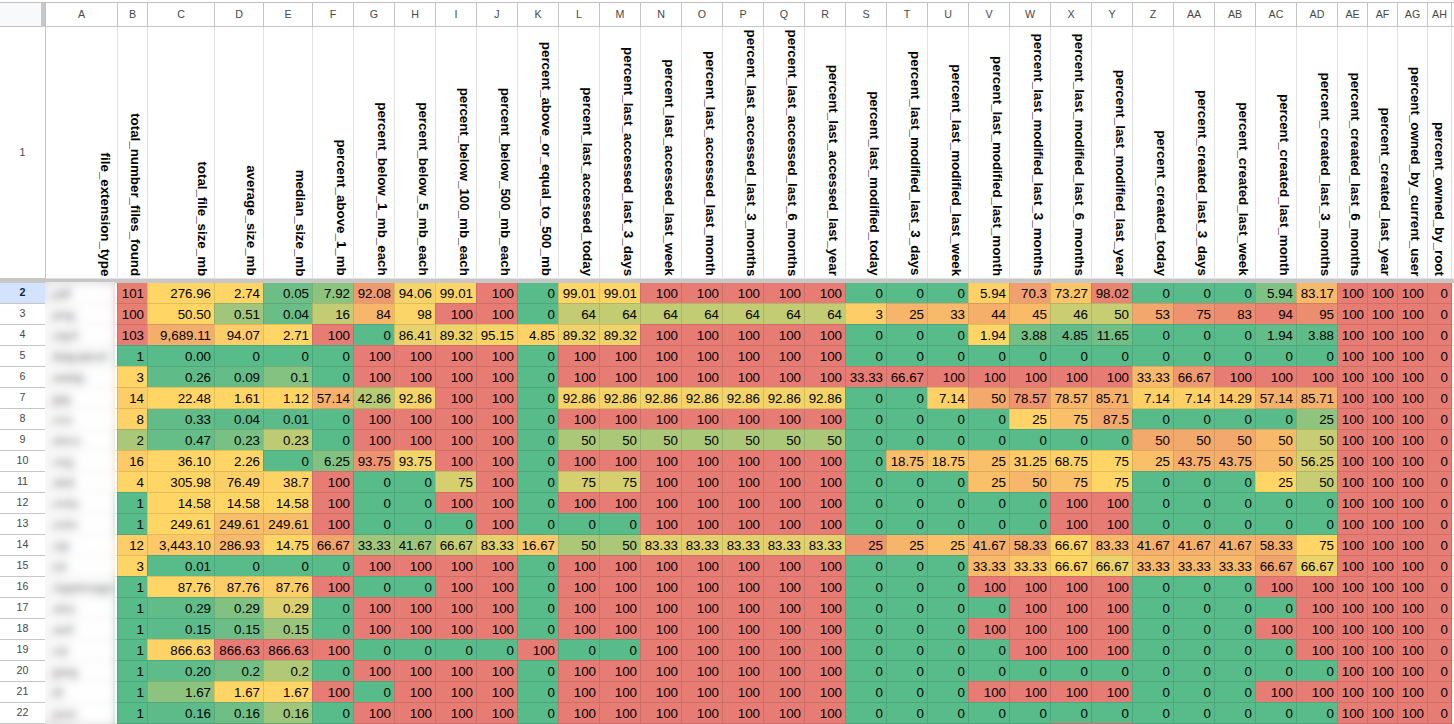 A B C D E F G H I J K L M N O P Q R S T U V W X Y Z AA AB AC AD AE AF AG AH
1 file_extension_type total_number_files_found total_file_size_mb average_size_mb median_size_mb percent_above_1_mb percent_below_1_mb_each percent_below_5_mb_each percent_below_100_mb_each percent_below_500_mb_each percent_above_or_equal_to_500_mb percent_last_accessed_today percent_last_accessed_last_3_days percent_last_accessed_last_week percent_last_accessed_last_month percent_last_accessed_last_3_months percent_last_accessed_last_6_months percent_last_accessed_last_year percent_last_modified_today percent_last_modified_last_3_days percent_last_modified_last_week percent_last_modified_last_month percent_last_modified_last_3_months percent_last_modified_last_6_months percent_last_modified_last_year percent_created_today percent_created_last_3_days percent_created_last_week percent_created_last_month percent_created_last_3_months percent_created_last_6_months percent_created_last_year percent_owned_by_current_user percent_owned_by_root
2 101 276.96 2.74 0.05 7.92 92.08 94.06 99.01 100 0 99.01 99.01 100 100 100 100 100 0 0 0 5.94 70.3 73.27 98.02 0 0 0 5.94 83.17 100 100 100 0
3 100 50.50 0.51 0.04 16 84 98 100 100 0 64 64 64 64 64 64 64 3 25 33 44 45 46 50 53 75 83 94 95 100 100 100 0
4 103 9,689.11 94.07 2.71 100 0 86.41 89.32 95.15 4.85 89.32 89.32 100 100 100 100 100 0 0 0 1.94 3.88 4.85 11.65 0 0 0 1.94 3.88 100 100 100 0
5 1 0.00 0 0 0 100 100 100 100 0 100 100 100 100 100 100 100 0 0 0 0 0 0 0 0 0 0 0 0 100 100 100 0
6 3 0.26 0.09 0.1 0 100 100 100 100 0 100 100 100 100 100 100 100 33.33 66.67 100 100 100 100 100 33.33 66.67 100 100 100 100 100 100 0
7 14 22.48 1.61 1.12 57.14 42.86 92.86 100 100 0 92.86 92.86 92.86 92.86 92.86 92.86 92.86 0 0 7.14 50 78.57 78.57 85.71 7.14 7.14 14.29 57.14 85.71 100 100 100 0
8 8 0.33 0.04 0.01 0 100 100 100 100 0 100 100 100 100 100 100 100 0 0 0 0 25 75 87.5 0 0 0 0 25 100 100 100 0
9 2 0.47 0.23 0.23 0 100 100 100 100 0 50 50 50 50 50 50 50 0 0 0 0 0 0 0 50 50 50 50 50 100 100 100 0
10 16 36.10 2.26 0 6.25 93.75 93.75 100 100 0 100 100 100 100 100 100 100 0 18.75 18.75 25 31.25 68.75 75 25 43.75 43.75 50 56.25 100 100 100 0
11 4 305.98 76.49 38.7 100 0 0 75 100 0 75 75 100 100 100 100 100 0 0 0 25 50 75 75 0 0 0 25 50 100 100 100 0
12 1 14.58 14.58 14.58 100 0 0 100 100 0 100 100 100 100 100 100 100 0 0 0 0 0 100 100 0 0 0 0 0 100 100 100 0
13 1 249.61 249.61 249.61 100 0 0 0 100 0 0 0 100 100 100 100 100 0 0 0 0 0 100 100 0 0 0 0 0 100 100 100 0
14 12 3,443.10 286.93 14.75 66.67 33.33 41.67 66.67 83.33 16.67 50 50 83.33 83.33 83.33 83.33 83.33 25 25 25 41.67 58.33 66.67 83.33 41.67 41.67 41.67 58.33 75 100 100 100 0
15 3 0.01 0 0 0 100 100 100 100 0 100 100 100 100 100 100 100 0 0 0 33.33 33.33 66.67 66.67 33.33 33.33 33.33 66.67 66.67 100 100 100 0
16 1 87.76 87.76 87.76 100 0 0 100 100 0 100 100 100 100 100 100 100 0 0 0 100 100 100 100 0 0 0 100 100 100 100 100 0
17 1 0.29 0.29 0.29 0 100 100 100 100 0 100 100 100 100 100 100 100 0 0 0 0 100 100 100 0 0 0 0 100 100 100 100 0
18 1 0.15 0.15 0.15 0 100 100 100 100 0 100 100 100 100 100 100 100 0 0 0 100 100 100 100 0 0 0 100 100 100 100 100 0
19 1 866.63 866.63 866.63 100 0 0 0 0 100 0 0 100 100 100 100 100 0 0 0 0 100 100 100 0 0 0 0 100 100 100 100 0
20 1 0.20 0.2 0.2 0 100 100 100 100 0 100 100 100 100 100 100 100 0 0 0 0 0 0 0 0 0 0 0 0 100 100 100 0
21 1 1.67 1.67 1.67 100 0 100 100 100 0 100 100 100 100 100 100 100 0 0 0 100 100 100 100 0 0 0 100 100 100 100 100 0
22 1 0.16 0.16 0.16 0 100 100 100 100 0 100 100 100 100 100 100 100 0 0 0 0 0 0 0 0 0 0 0 0 100 100 100 0